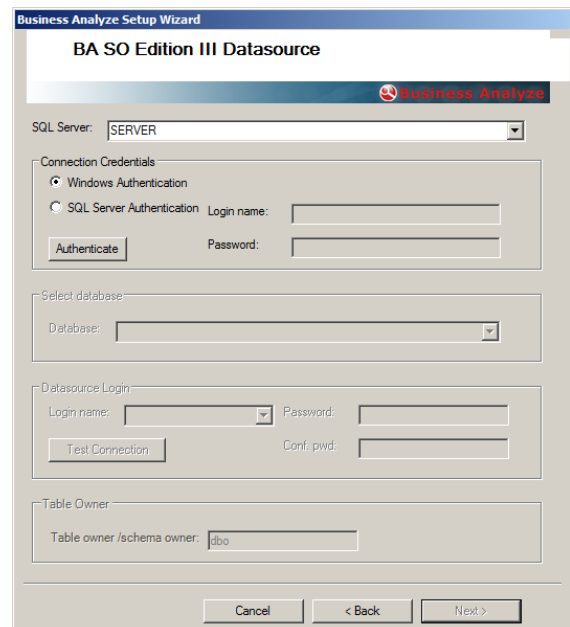 Business Analyze Setup Wizard
BA SO Edition III Datasource
Business Analyze
SQL Server: SERVER
Connection Credentials
Windows Authentication
SQL Server Authentication Login name:
Authenticate Password:
Select database
Database:
Datasource Login
Login name: Password:
Test Connection Conf. pwd:
Table Owner
Table owner /schema owner: dbo
Cancel < Back Next >